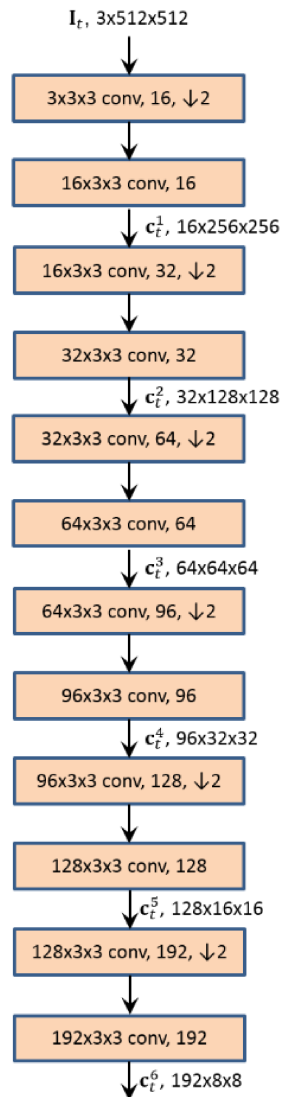 I_t, 3x512x512
3x3x3 conv, 16, ↓2
16x3x3 conv, 16
c_t^1, 16x256x256
16x3x3 conv, 32, ↓2
32x3x3 conv, 32
c_t^2, 32x128x128
32x3x3 conv, 64, ↓2
64x3x3 conv, 64
c_t^3, 64x64x64
64x3x3 conv, 96, ↓2
96x3x3 conv, 96
c_t^4, 96x32x32
96x3x3 conv, 128, ↓2
128x3x3 conv, 128
c_t^5, 128x16x16
128x3x3 conv, 192, ↓2
192x3x3 conv, 192
c_t^6, 192x8x8